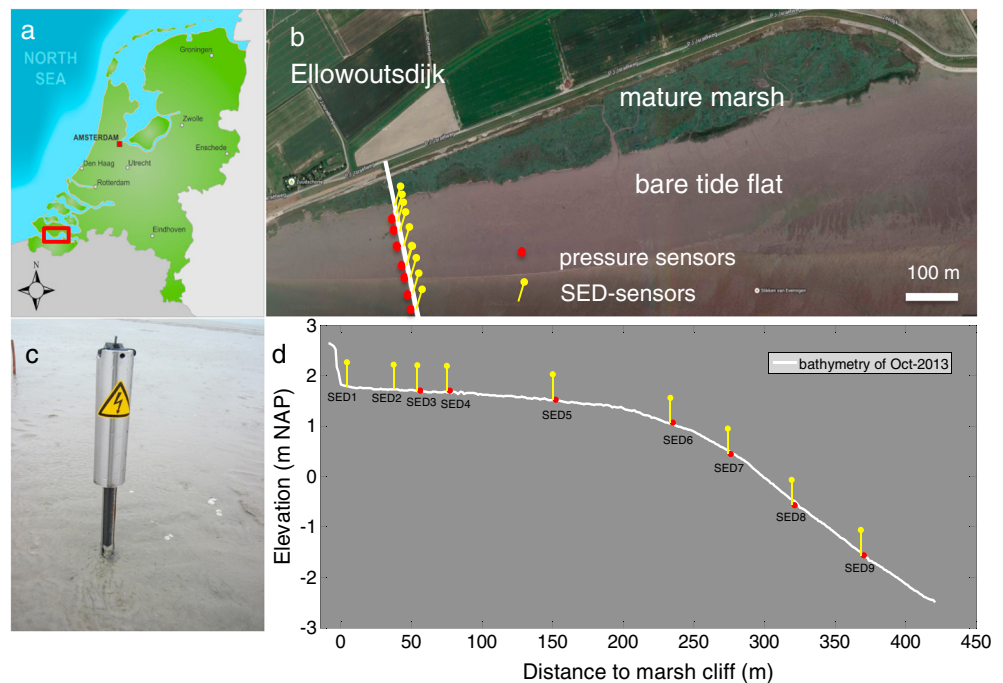 a
NORTH
SEA
Groningen
Zwolle
AMSTERDAM
Enschede
Den Haag
Utrecht
Rotterdam
Eindhoven
N
b
Ellowoutsdijk
mature marsh
bare tide flat
pressure sensors
SED-sensors
100 m
c
d
bathymetry of Oct-2013
Elevation (m NAP)
3
2
1
0
-1
-2
-3
SED1
SED2
SED3
SED4
SED5
SED6
SED7
SED8
SED9
0
50
100
150
200
250
300
350
400
450
Distance to marsh cliff (m)